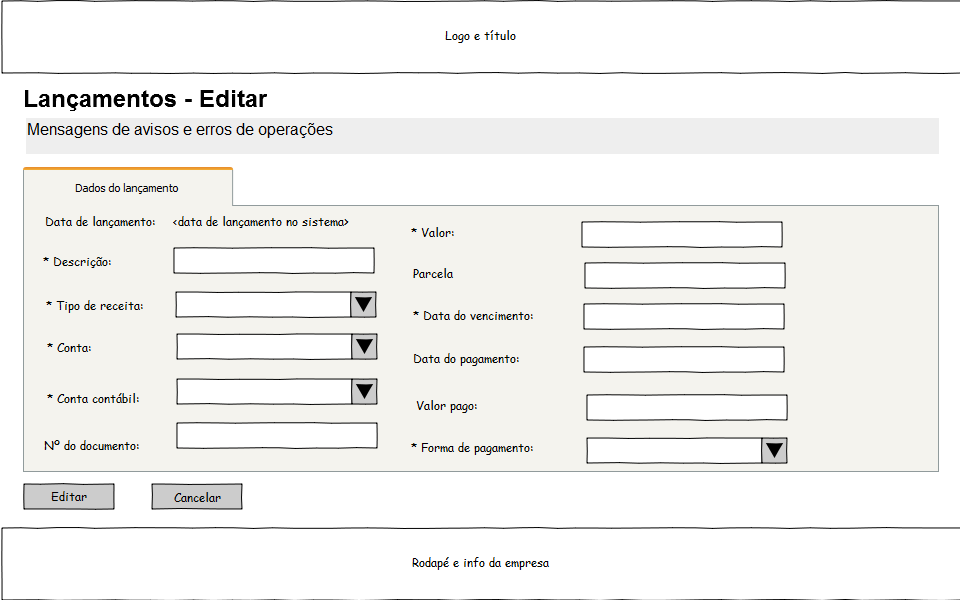 Logo e título
Lançamentos - Editar
Mensagens de avisos e erros de operações
Dados do lançamento
Data de lançamento: <data de lançamento no sistema>
* Descrição:
* Tipo de receita:
* Conta:
* Conta contábil:
Nº do documento:
* Valor:
Parcela
* Data do vencimento:
Data do pagamento:
Valor pago:
* Forma de pagamento:
Editar
Cancelar
Rodapé e info da empresa